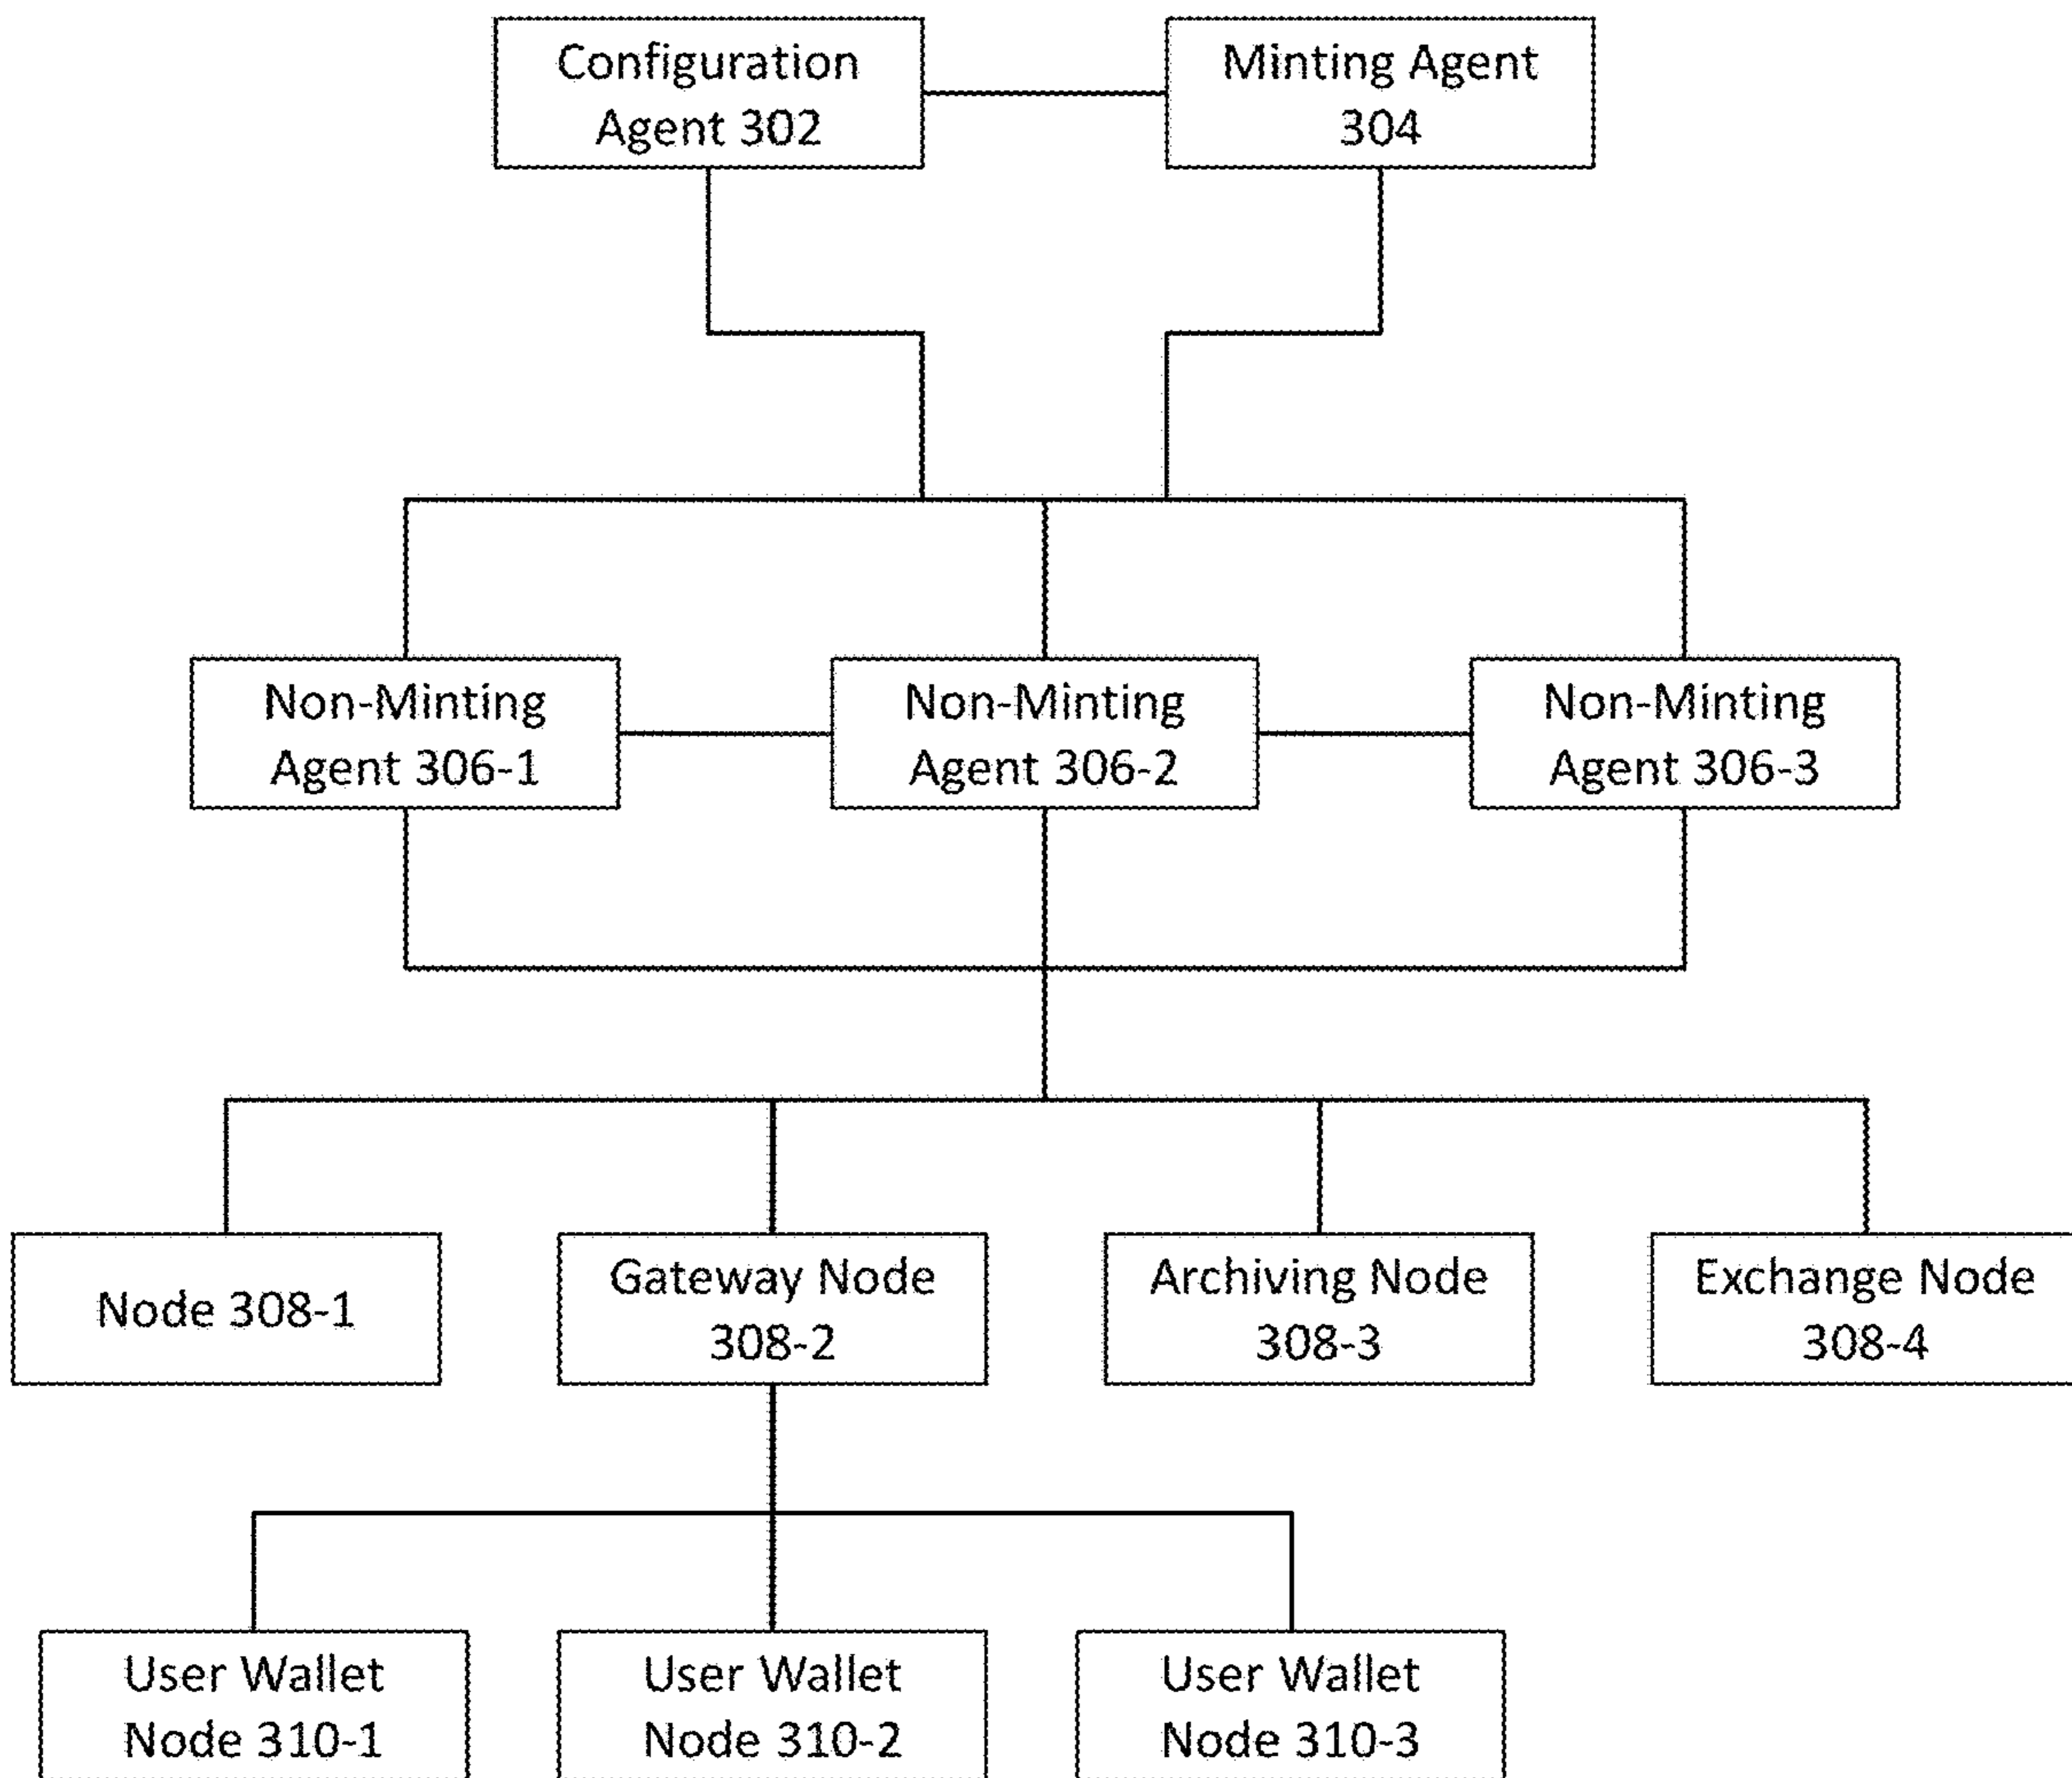 Configuration
Agent 302
Minting Agent
304
Non-Minting
Agent 306-1
Non-Minting
Agent 306-2
Non-Minting
Agent 306-3
Node 308-1
Gateway Node
308-2
Archiving Node
308-3
Exchange Node
308-4
User Wallet
Node 310-1
User Wallet
Node 310-2
User Wallet
Node 310-3